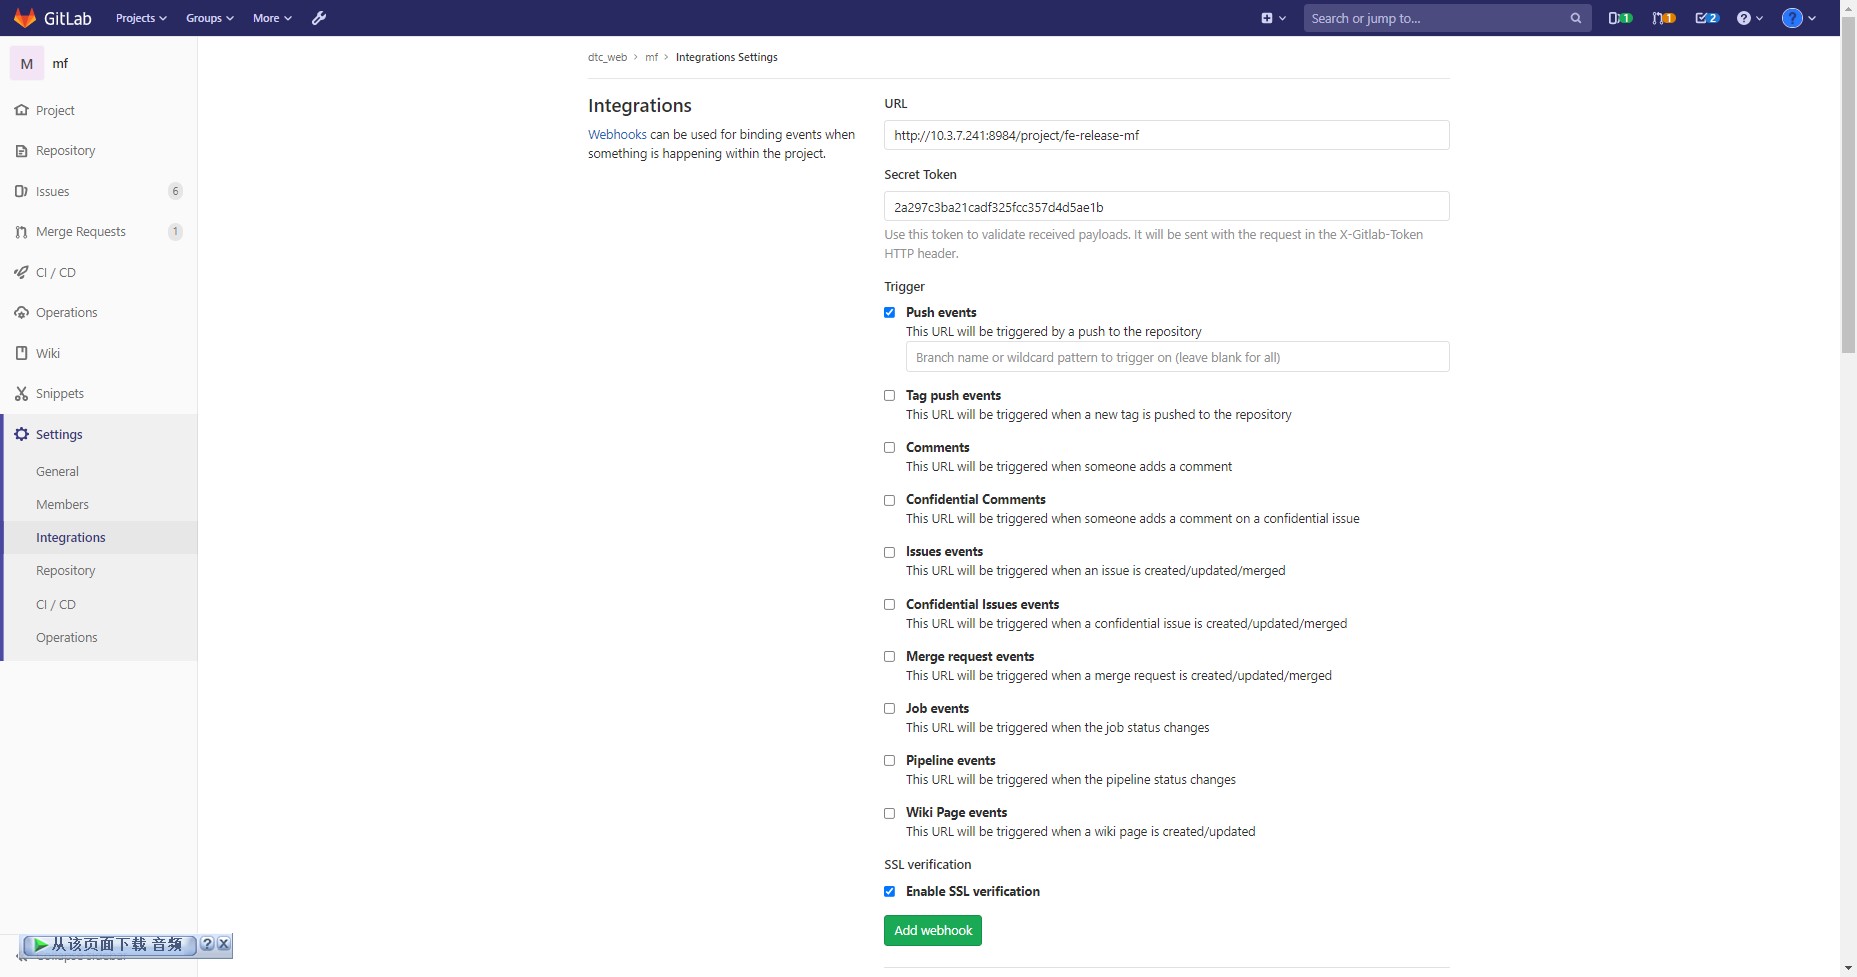 GitLab
Projects
Groups
More
Search or jump to...
1
1
2
M
mf
Project
Repository
Issues
6
Merge Requests
1
CI / CD
Operations
Wiki
Snippets
Settings
General
Members
Integrations
Repository
CI / CD
Operations
从该页面下载 音频
? X
dtc_web > mf > Integrations Settings
Integrations
Webhooks can be used for binding events when
something is happening within the project.
URL
http://10.3.7.241:8984/project/fe-release-mf
Secret Token
2a297c3ba21cadf325fcc357d4d5ae1b
Use this token to validate received payloads. It will be sent with the request in the X-Gitlab-Token
HTTP header.
Trigger
Push events
This URL will be triggered by a push to the repository
Branch name or wildcard pattern to trigger on (leave blank for all)
Tag push events
This URL will be triggered when a new tag is pushed to the repository
Comments
This URL will be triggered when someone adds a comment
Confidential Comments
This URL will be triggered when someone adds a comment on a confidential issue
Issues events
This URL will be triggered when an issue is created/updated/merged
Confidential Issues events
This URL will be triggered when a confidential issue is created/updated/merged
Merge request events
This URL will be triggered when a merge request is created/updated/merged
Job events
This URL will be triggered when the job status changes
Pipeline events
This URL will be triggered when the pipeline status changes
Wiki Page events
This URL will be triggered when a wiki page is created/updated
SSL verification
Enable SSL verification
Add webhook